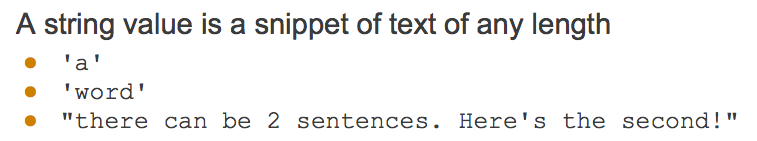 A string value is a snippet of text of any length
• 'a'
• 'word'
• "there can be 2 sentences. Here's the second!"